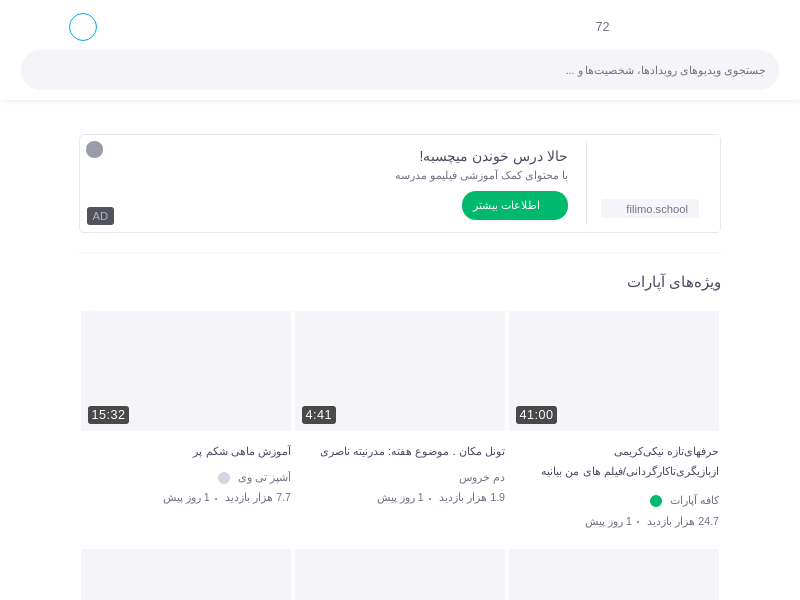 72
جستجوی ویدیوهای رویدادها، شخصیت‌ها و ...
حالا درس خوندن میچسبه!
با محتوای کمک آموزشی فیلیمو مدرسه
اطلاعات بیشتر
filimo.school
AD
ویژه‌های آپارات
41:00
حرفهای‌تازه نیکی‌کریمی
ازبازیگری‌تاکارگردانی/فیلم های من بیانیه
کافه آپارات
24.7 هزار بازدید • 1 روز پیش
4:41
تونل مکان . موضوع هفته: مدرنیته ناصری
دم خروس
1.9 هزار بازدید • 1 روز پیش
15:32
آموزش ماهی شکم پر
آشپز تی وی
7.7 هزار بازدید • 1 روز پیش